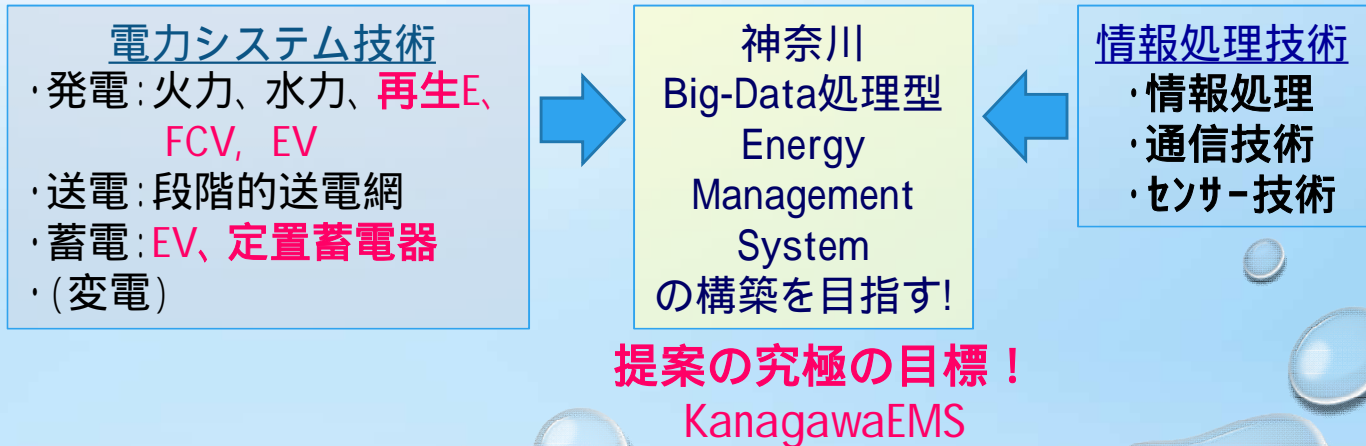 電力システム技術
・発電:火力、水力、再生E、
FCV, EV
・送電:段階的送電網
・蓄電:EV、定置蓄電器
・(変電)
神奈川
Big-Data処理型
Energy
Management
System
の構築を目指す!
情報処理技術
・情報処理
・通信技術
・センサー技術
提案の究極の目標！
KanagawaEMS